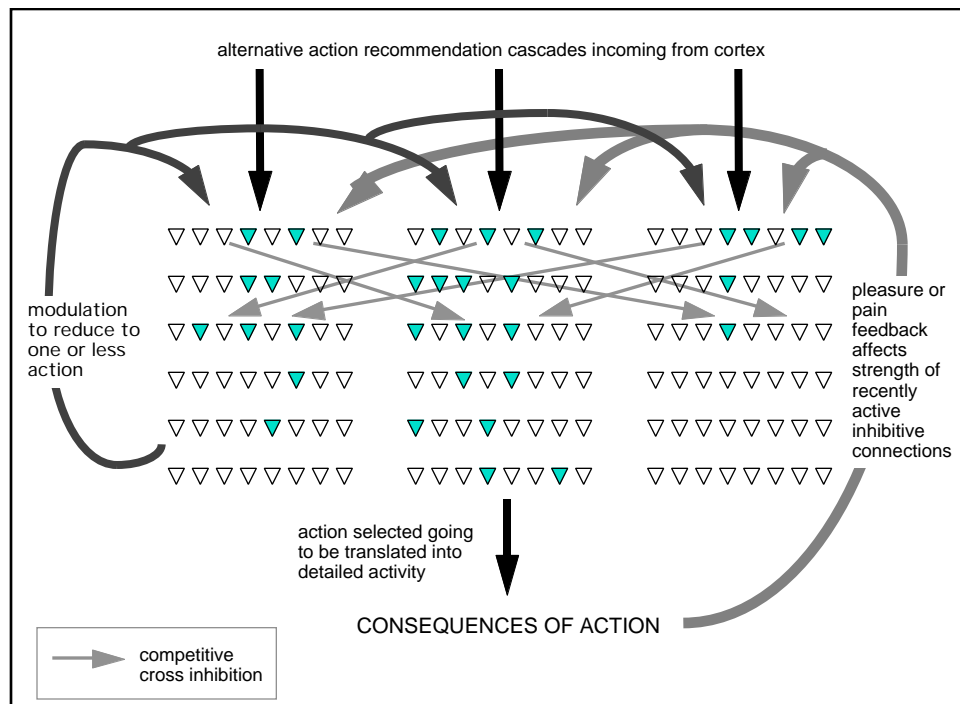 alternative action recommendation cascades incoming from cortex
modulation
to reduce to
one or less
action
pleasure or
pain
feedback
affects
strength of
recently
active
inhibitive
connections
action selected going
to be translated into
detailed activity
CONSEQUENCES OF ACTION
competitive
cross inhibition